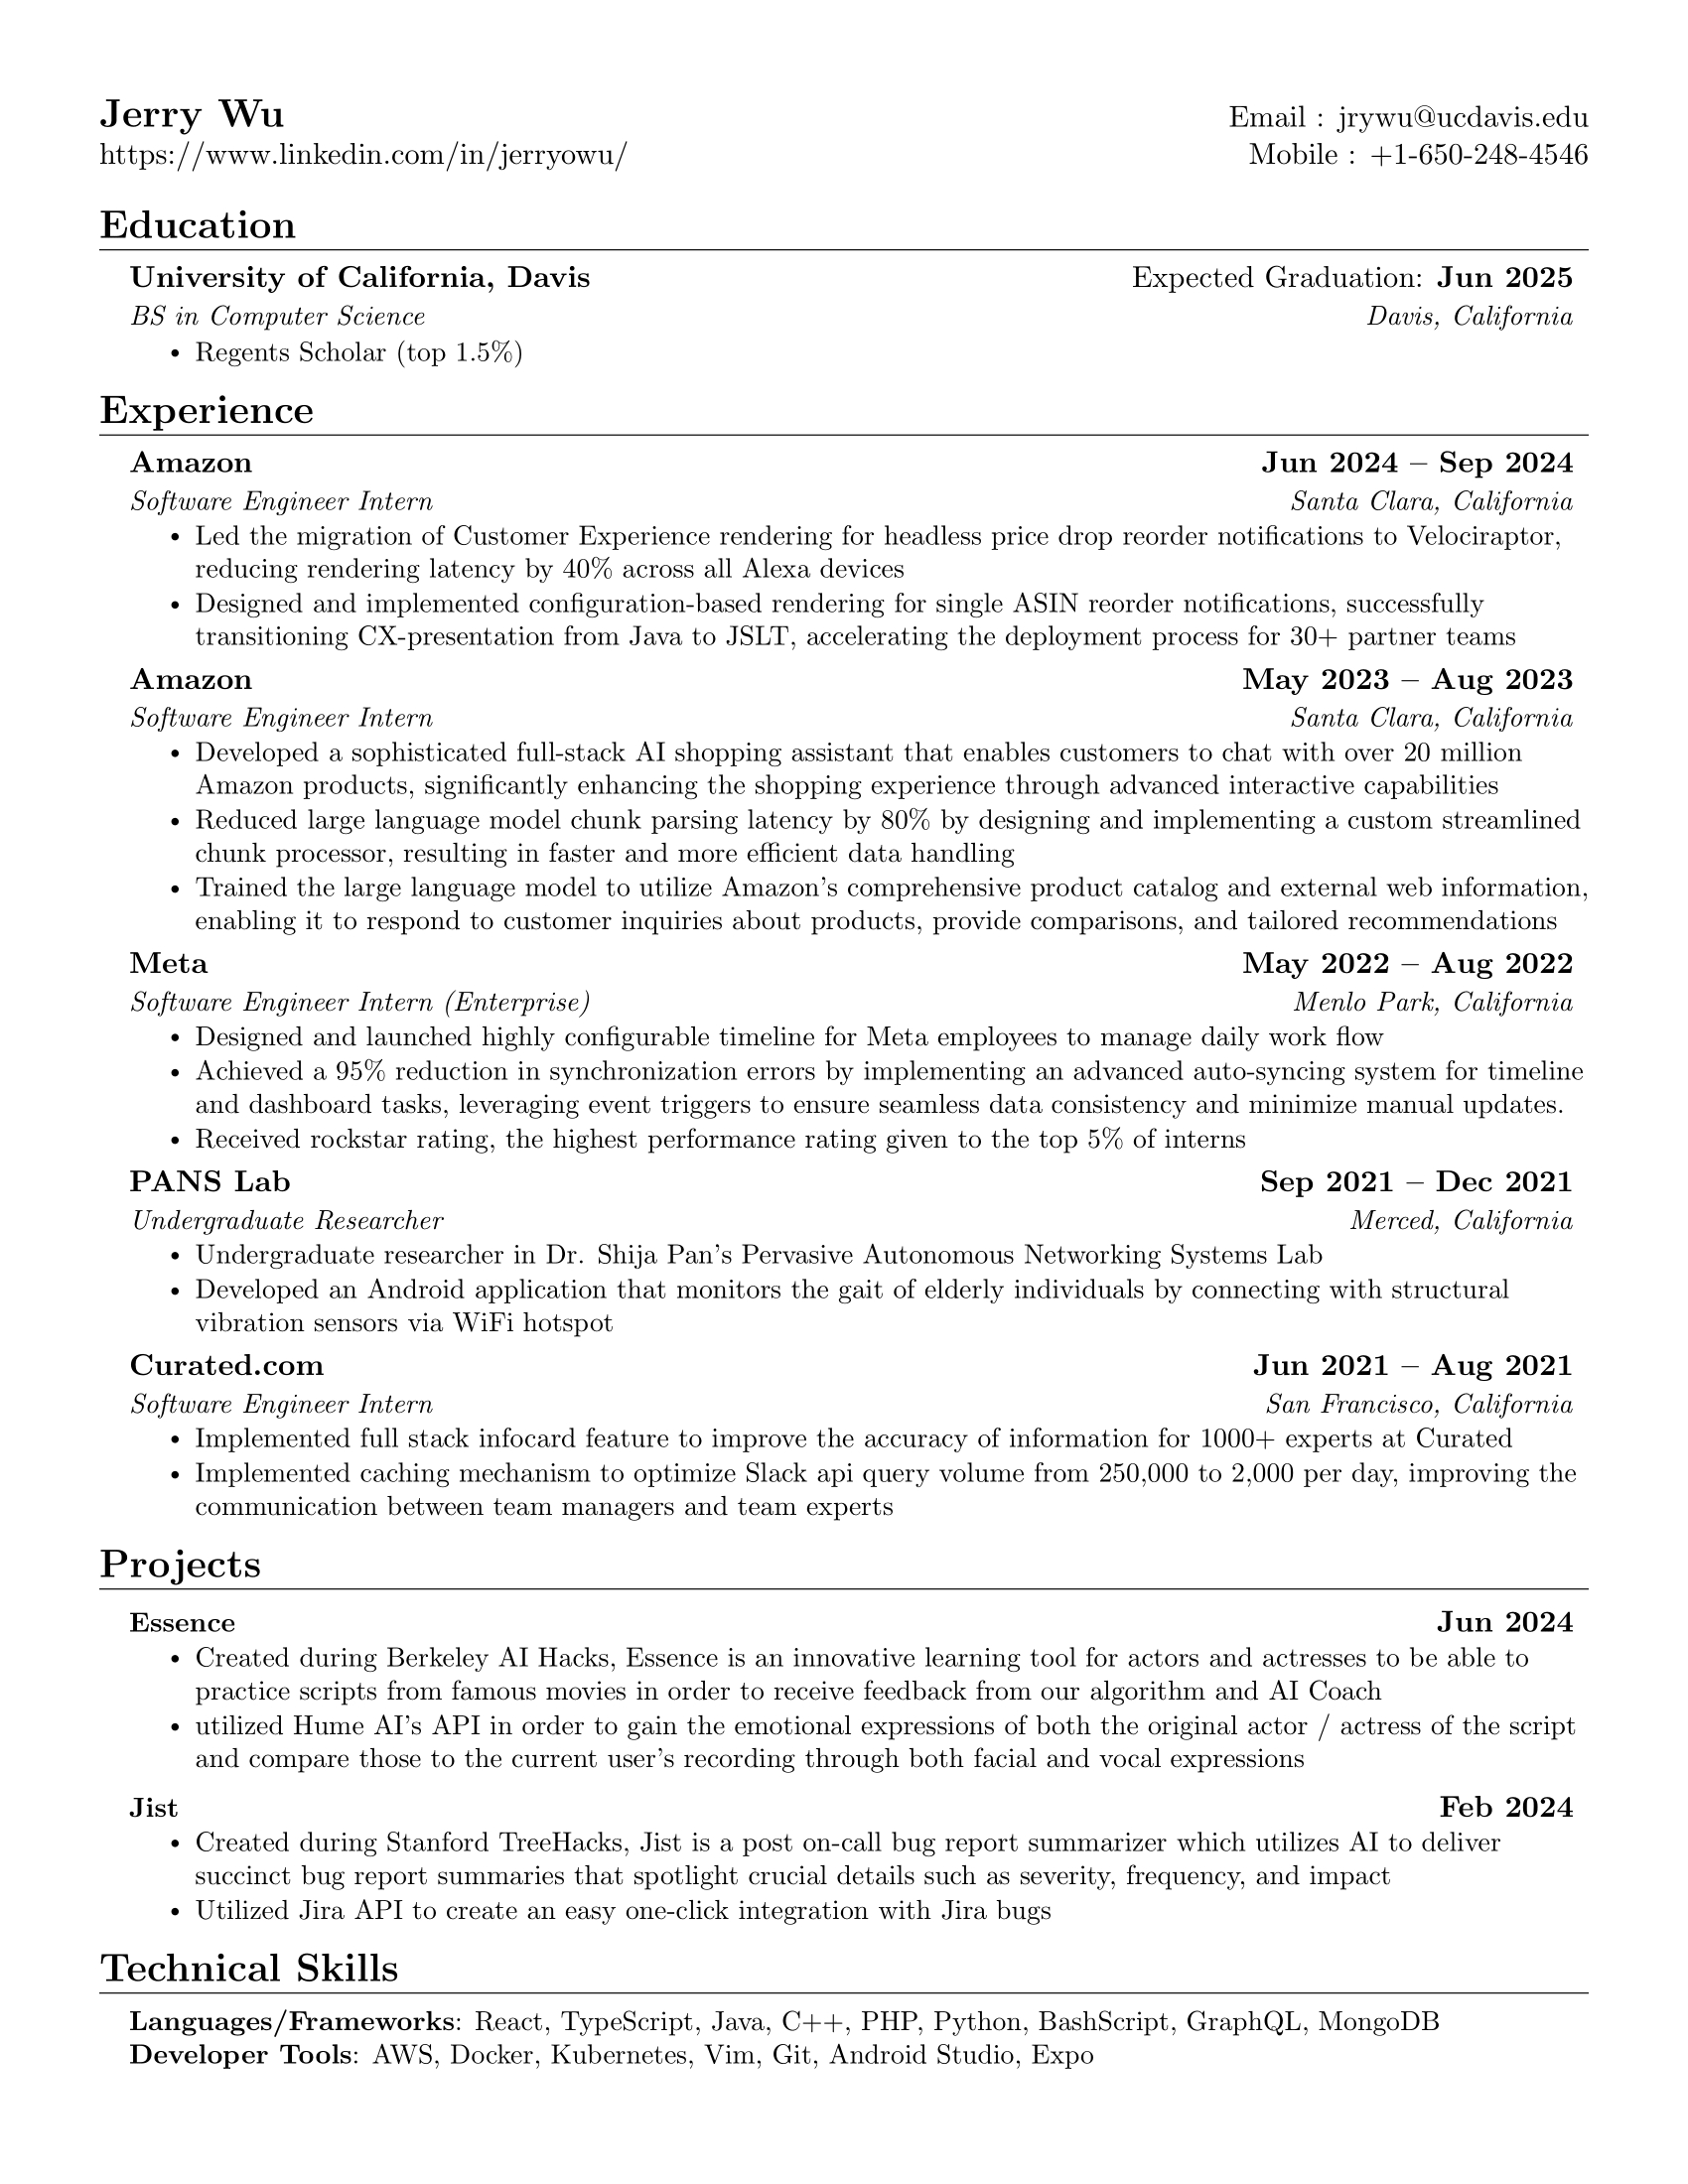 Jerry Wu
Email : jrywu@ucdavis.edu
https://www.linkedin.com/in/jerryowu/
Mobile : +1-650-248-4546
Education
University of California, Davis
Expected Graduation: Jun 2025
BS in Computer Science
Davis, California
• Regents Scholar (top 1.5%)
Experience
Amazon
Jun 2024 – Sep 2024
Software Engineer Intern
Santa Clara, California
• Led the migration of Customer Experience rendering for headless price drop reorder notifications to Velociraptor,
reducing rendering latency by 40% across all Alexa devices
• Designed and implemented configuration-based rendering for single ASIN reorder notifications, successfully
transitioning CX-presentation from Java to JSLT, accelerating the deployment process for 30+ partner teams
Amazon
May 2023 – Aug 2023
Software Engineer Intern
Santa Clara, California
• Developed a sophisticated full-stack AI shopping assistant that enables customers to chat with over 20 million
Amazon products, significantly enhancing the shopping experience through advanced interactive capabilities
• Reduced large language model chunk parsing latency by 80% by designing and implementing a custom streamlined
chunk processor, resulting in faster and more efficient data handling
• Trained the large language model to utilize Amazon's comprehensive product catalog and external web information,
enabling it to respond to customer inquiries about products, provide comparisons, and tailored recommendations
Meta
May 2022 – Aug 2022
Software Engineer Intern (Enterprise)
Menlo Park, California
• Designed and launched highly configurable timeline for Meta employees to manage daily work flow
• Achieved a 95% reduction in synchronization errors by implementing an advanced auto-syncing system for timeline
and dashboard tasks, leveraging event triggers to ensure seamless data consistency and minimize manual updates.
• Received rockstar rating, the highest performance rating given to the top 5% of interns
PANS Lab
Sep 2021 – Dec 2021
Undergraduate Researcher
Merced, California
• Undergraduate researcher in Dr. Shija Pan's Pervasive Autonomous Networking Systems Lab
• Developed an Android application that monitors the gait of elderly individuals by connecting with structural
vibration sensors via WiFi hotspot
Curated.com
Jun 2021 – Aug 2021
Software Engineer Intern
San Francisco, California
• Implemented full stack infocard feature to improve the accuracy of information for 1000+ experts at Curated
• Implemented caching mechanism to optimize Slack api query volume from 250,000 to 2,000 per day, improving the
communication between team managers and team experts
Projects
Essence
Jun 2024
• Created during Berkeley AI Hacks, Essence is an innovative learning tool for actors and actresses to be able to
practice scripts from famous movies in order to receive feedback from our algorithm and AI Coach
• utilized Hume AI's API in order to gain the emotional expressions of both the original actor / actress of the script
and compare those to the current user's recording through both facial and vocal expressions
Jist
Feb 2024
• Created during Stanford TreeHacks, Jist is a post on-call bug report summarizer which utilizes AI to deliver
succinct bug report summaries that spotlight crucial details such as severity, frequency, and impact
• Utilized Jira API to create an easy one-click integration with Jira bugs
Technical Skills
Languages/Frameworks: React, TypeScript, Java, C++, PHP, Python, BashScript, GraphQL, MongoDB
Developer Tools: AWS, Docker, Kubernetes, Vim, Git, Android Studio, Expo